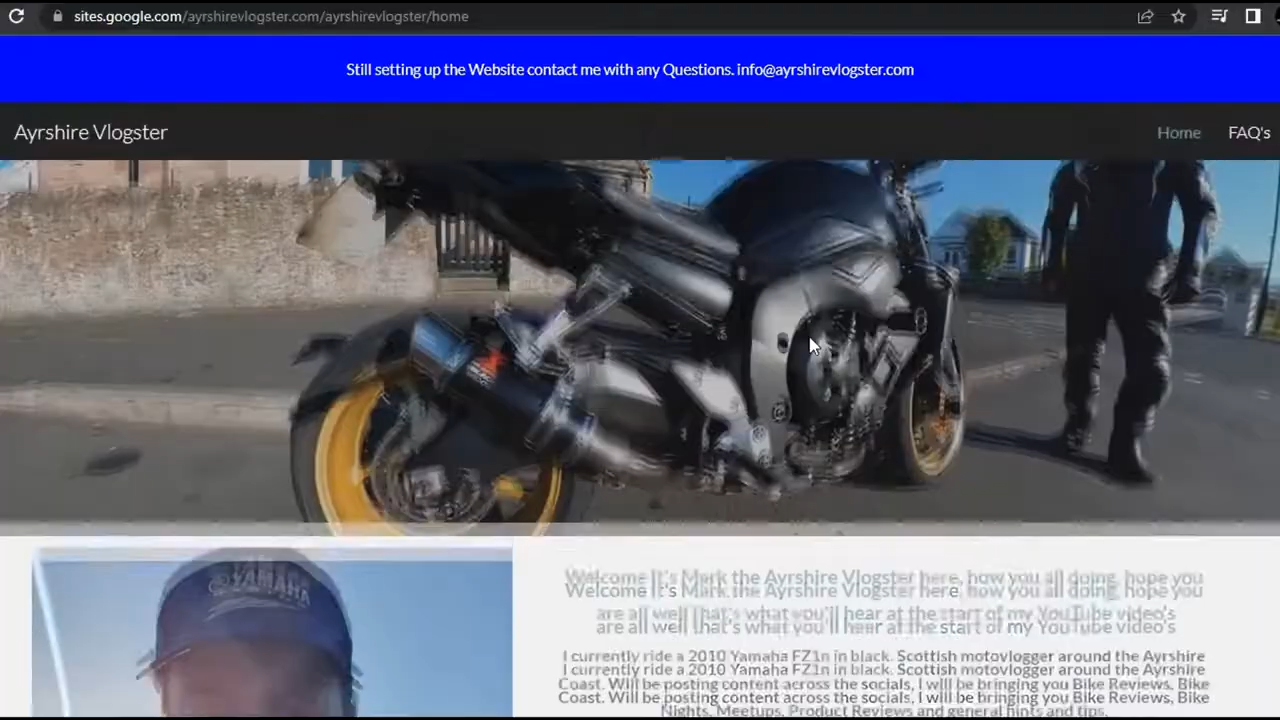 sites.google.com/ayrshirevlogster.com/ayrshirevlogster/home
Still setting up the Website contact me with any Questions. info@ayrshirevlogster.com
Ayrshire Vlogster
Home FAQ's
YAMAHA
Welcome It's Mark the Ayrshire Vlogster here, how you all doing, hope you
are all well that's what you'll hear at the start of my YouTube video's
I currently ride a 2010 Yamaha FZ1n in black. Scottish motovlogger around the Ayrshire
Coast. Will be posting content across the socials, I will be bringing you Bike Reviews, Bike
Nights, Meetups, Product Reviews and general hints and tips.